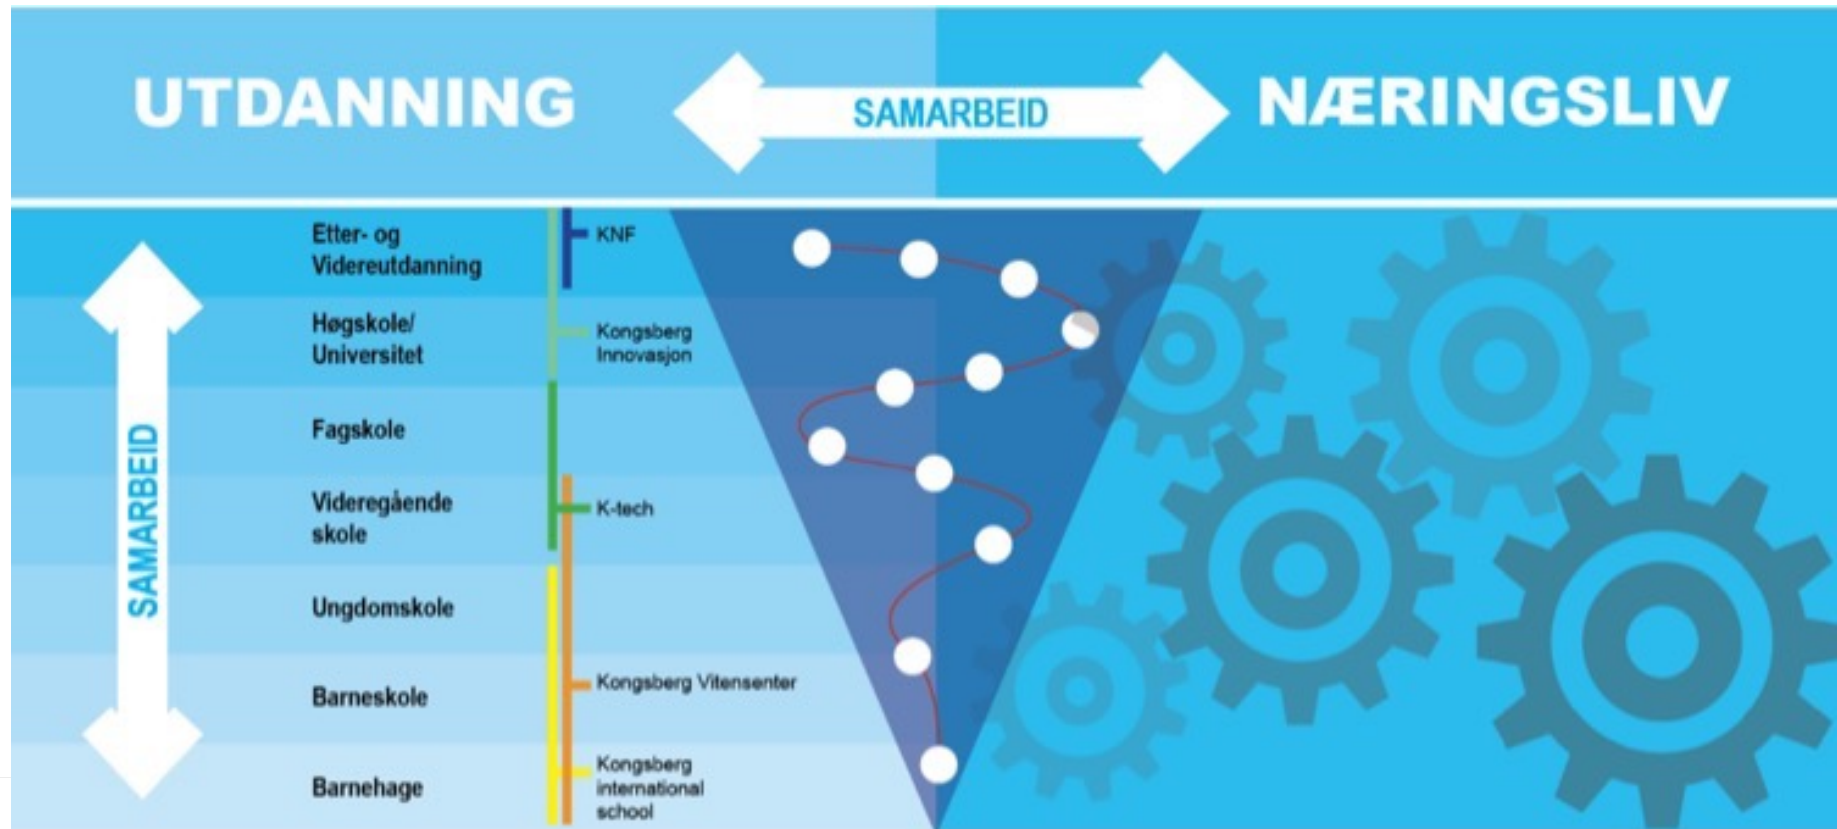 UTDANNING
SAMARBEID
NÆRINGSLIV
SAMARBEID
Etter- og
Videreutdanning
KNF
Høgskole/
Universitet
Kongsberg
Innovasjon
Fagskole
Videregående
skole
K-tech
Ungdomskole
Barneskole
Kongsberg Vitensenter
Barnehage
Kongsberg
international
school